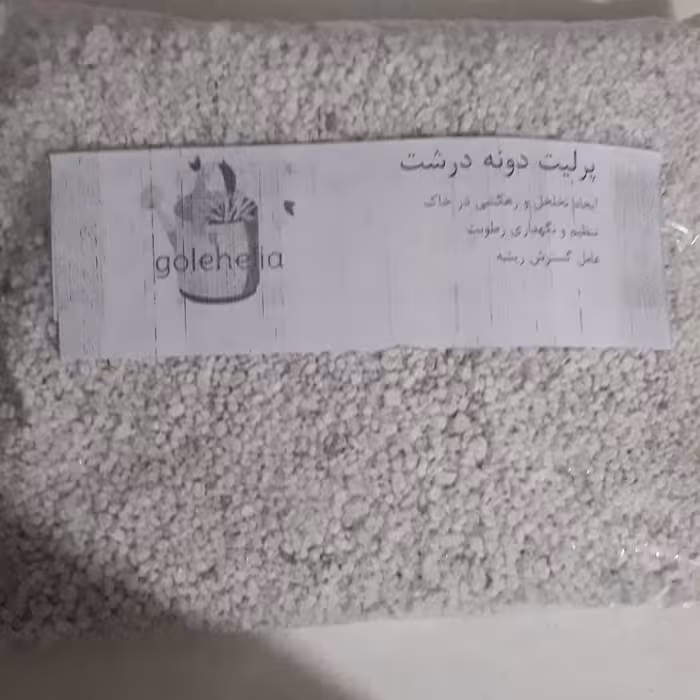 پرلیت دونه درشت
ایجاد تخلخل و زهکشی در خاک
تنظیم و نگهداری رطوبت
عامل گسترش ریشه
golehelia